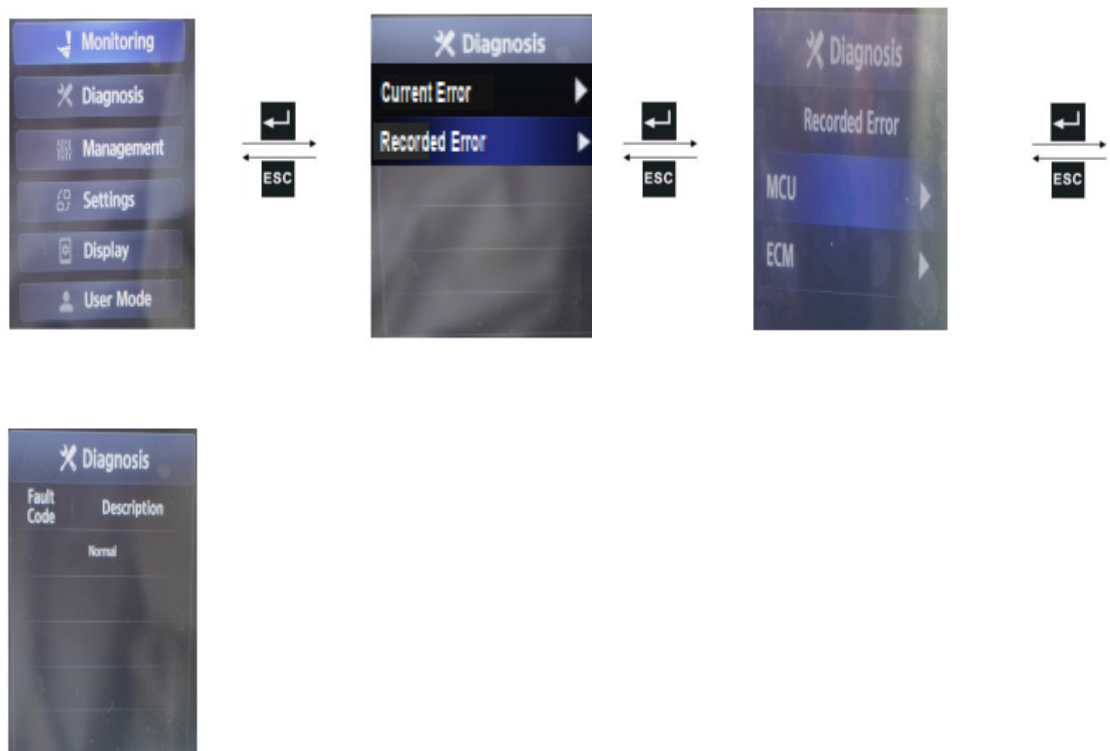 Monitoring
Diagnosis
Management
Settings
Display
User Mode
ESC
Diagnosis
Current Error
Recorded Error
ESC
Diagnosis
Recorded Error
MCU
ECM
ESC
Diagnosis
Fault
Code
Description
Normal